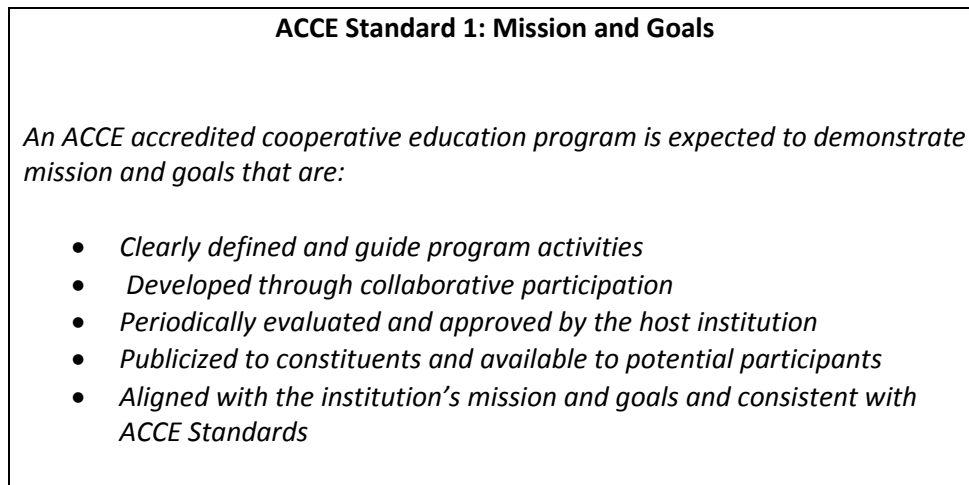 ACCE Standard 1: Mission and Goals
An ACCE accredited cooperative education program is expected to demonstrate
mission and goals that are:
• Clearly defined and guide program activities
• Developed through collaborative participation
• Periodically evaluated and approved by the host institution
• Publicized to constituents and available to potential participants
• Aligned with the institution’s mission and goals and consistent with
ACCE Standards